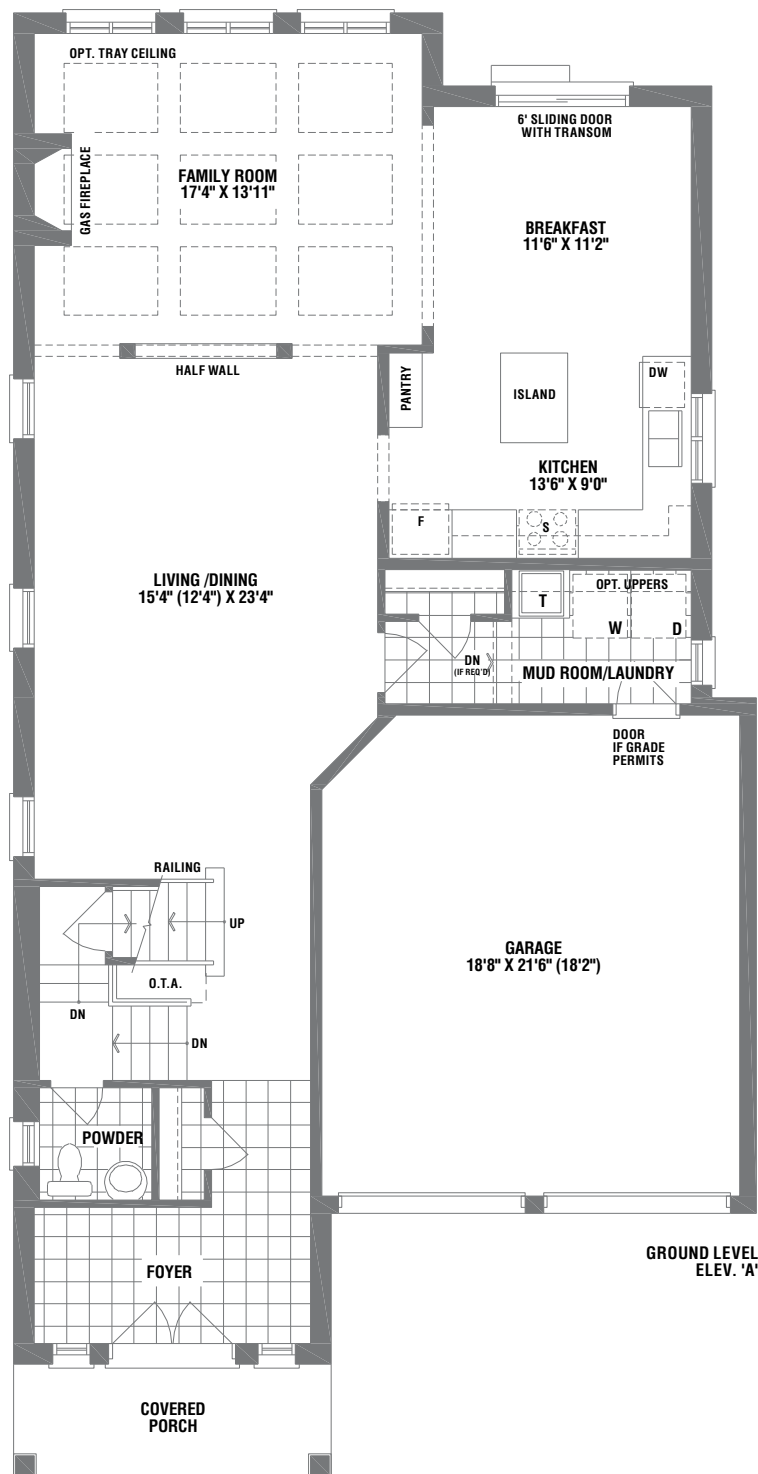 OPT. TRAY CEILING
6' SLIDING DOOR
WITH TRANSOM
GAS FIREPLACE
FAMILY ROOM
17'4" X 13'11"
BREAKFAST
11'6" X 11'2"
HALF WALL
PANTRY
ISLAND
DW
KITCHEN
13'6" X 9'0"
F
S
LIVING /DINING
15'4" (12'4") X 23'4"
OPT. UPPERS
T
W
D
DN
(IF REQ'D)
MUD ROOM/LAUNDRY
DOOR
IF GRADE
PERMITS
RAILING
UP
GARAGE
18'8" X 21'6" (18'2")
O.T.A.
DN
DN
POWDER
FOYER
GROUND LEVEL
ELEV. 'A'
COVERED
PORCH